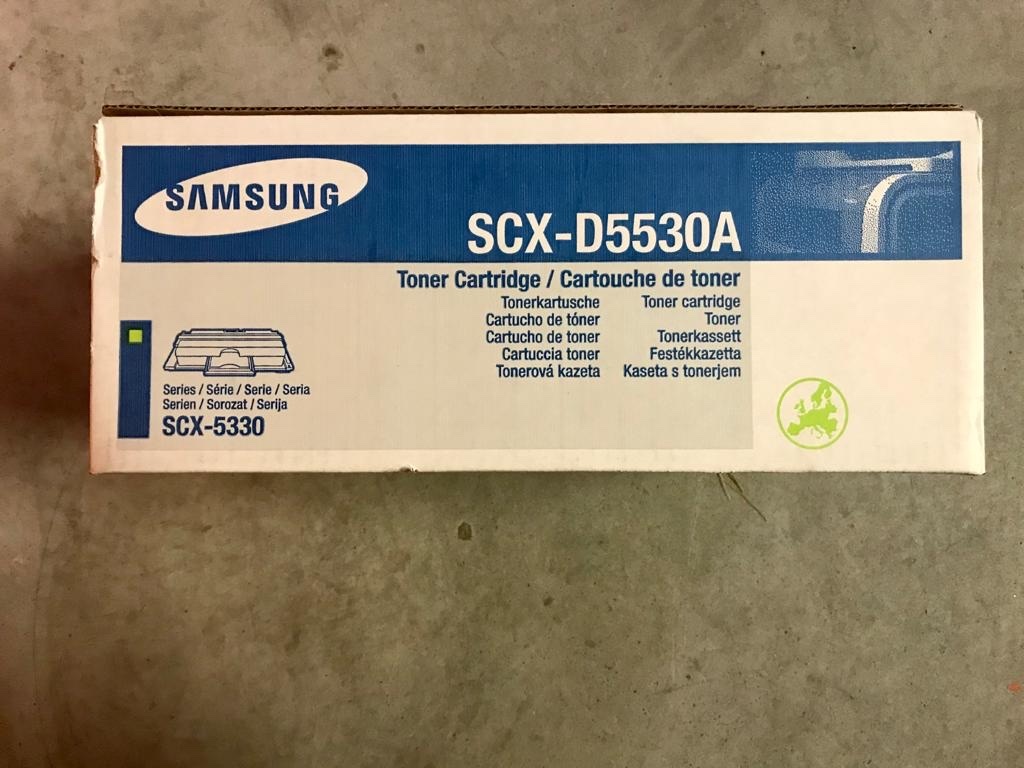 SAMSUNG
SCX-D5530A
Toner Cartridge / Cartouche de toner
Tonerkartusche Toner cartridge
Cartucho de tóner Toner
Cartucho de toner Tonerkassett
Cartuccia toner Festékkazetta
Tonerová kazeta Kaseta s tonerjem
Series / Série / Serie / Seria
Serien / Sorozat / Serija
SCX-5330